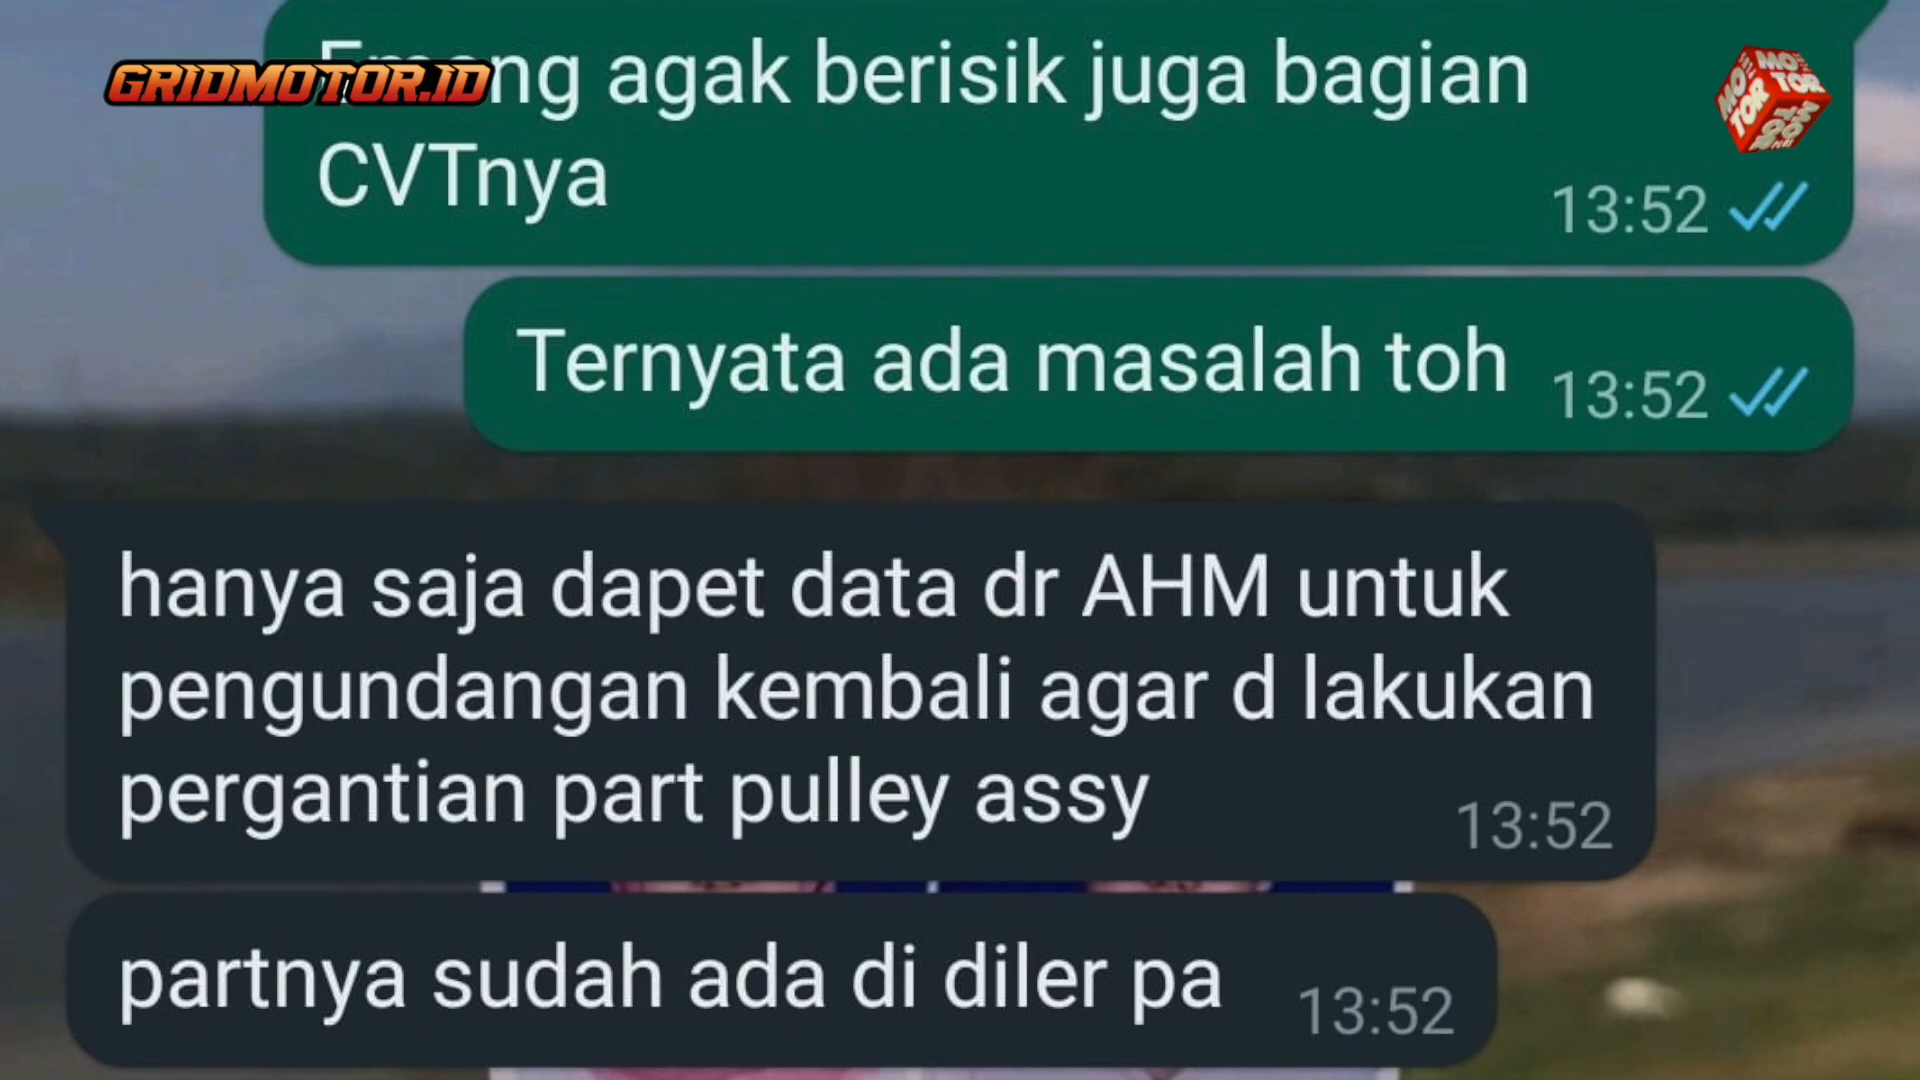 Emang agak berisik juga bagian
CVTnya
13:52
GRIDMOTOR.ID
MOTOR
Ternyata ada masalah toh
13:52
hanya saja dapet data dr AHM untuk
pengundangan kembali agar d lakukan
pergantian part pulley assy
13:52
partnya sudah ada di diler pa
13:52